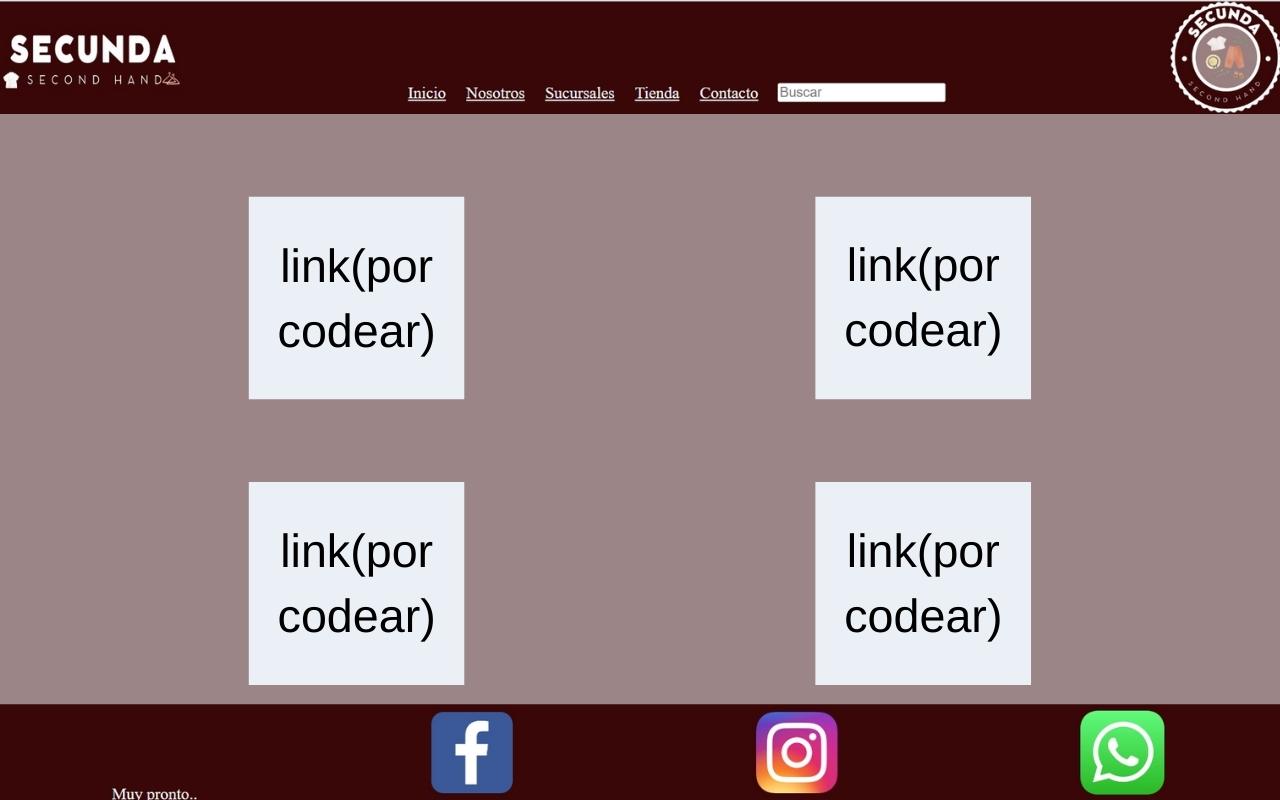 SECUNDA
SECOND HAND
Inicio Nosotros Sucursales Tienda Contacto Buscar
SECUNDA
SECOND HAND
link(por
codear)
link(por
codear)
link(por
codear)
link(por
codear)
Muy pronto..